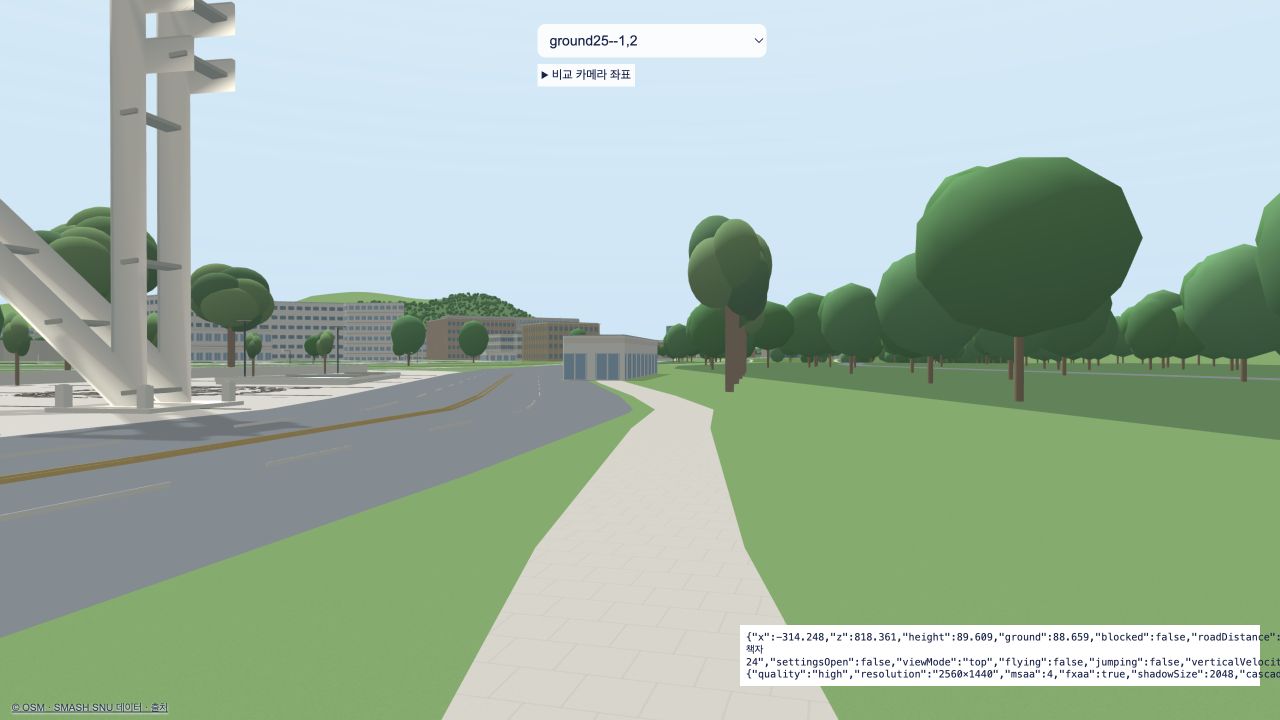 ground25--1,2
▶ 비교 카메라 좌표
{"x":-314.248,"z":818.361,"height":89.609,"ground":88.659,"blocked":false,"roadDistance":
책자
24","settingsOpen":false,"viewMode":"top","flying":false,"jumping":false,"verticalVelocit
{"quality":"high","resolution":"2560×1440","msaa":4,"fxaa":true,"shadowSize":2048,"cascad
© OSM · SMASH SNU 데이터 · 출처